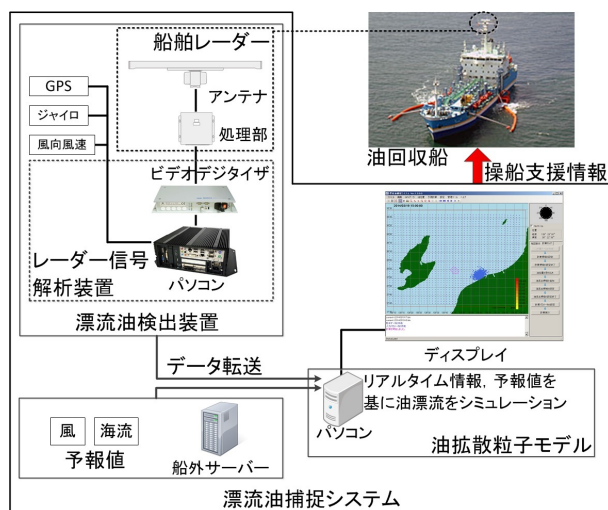 船舶レーダー
アンテナ
処理部
GPS
ジャイロ
風向風速
ビデオデジタイザ
レーダー信号
解析装置
パソコン
漂流油検出装置
油回収船
操船支援情報
ディスプレイ
データ転送
リアルタイム情報，予報値を
基に油漂流をシミュレーション
パソコン
油拡散粒子モデル
風
海流
予報値
船外サーバー
漂流油捕捉システム